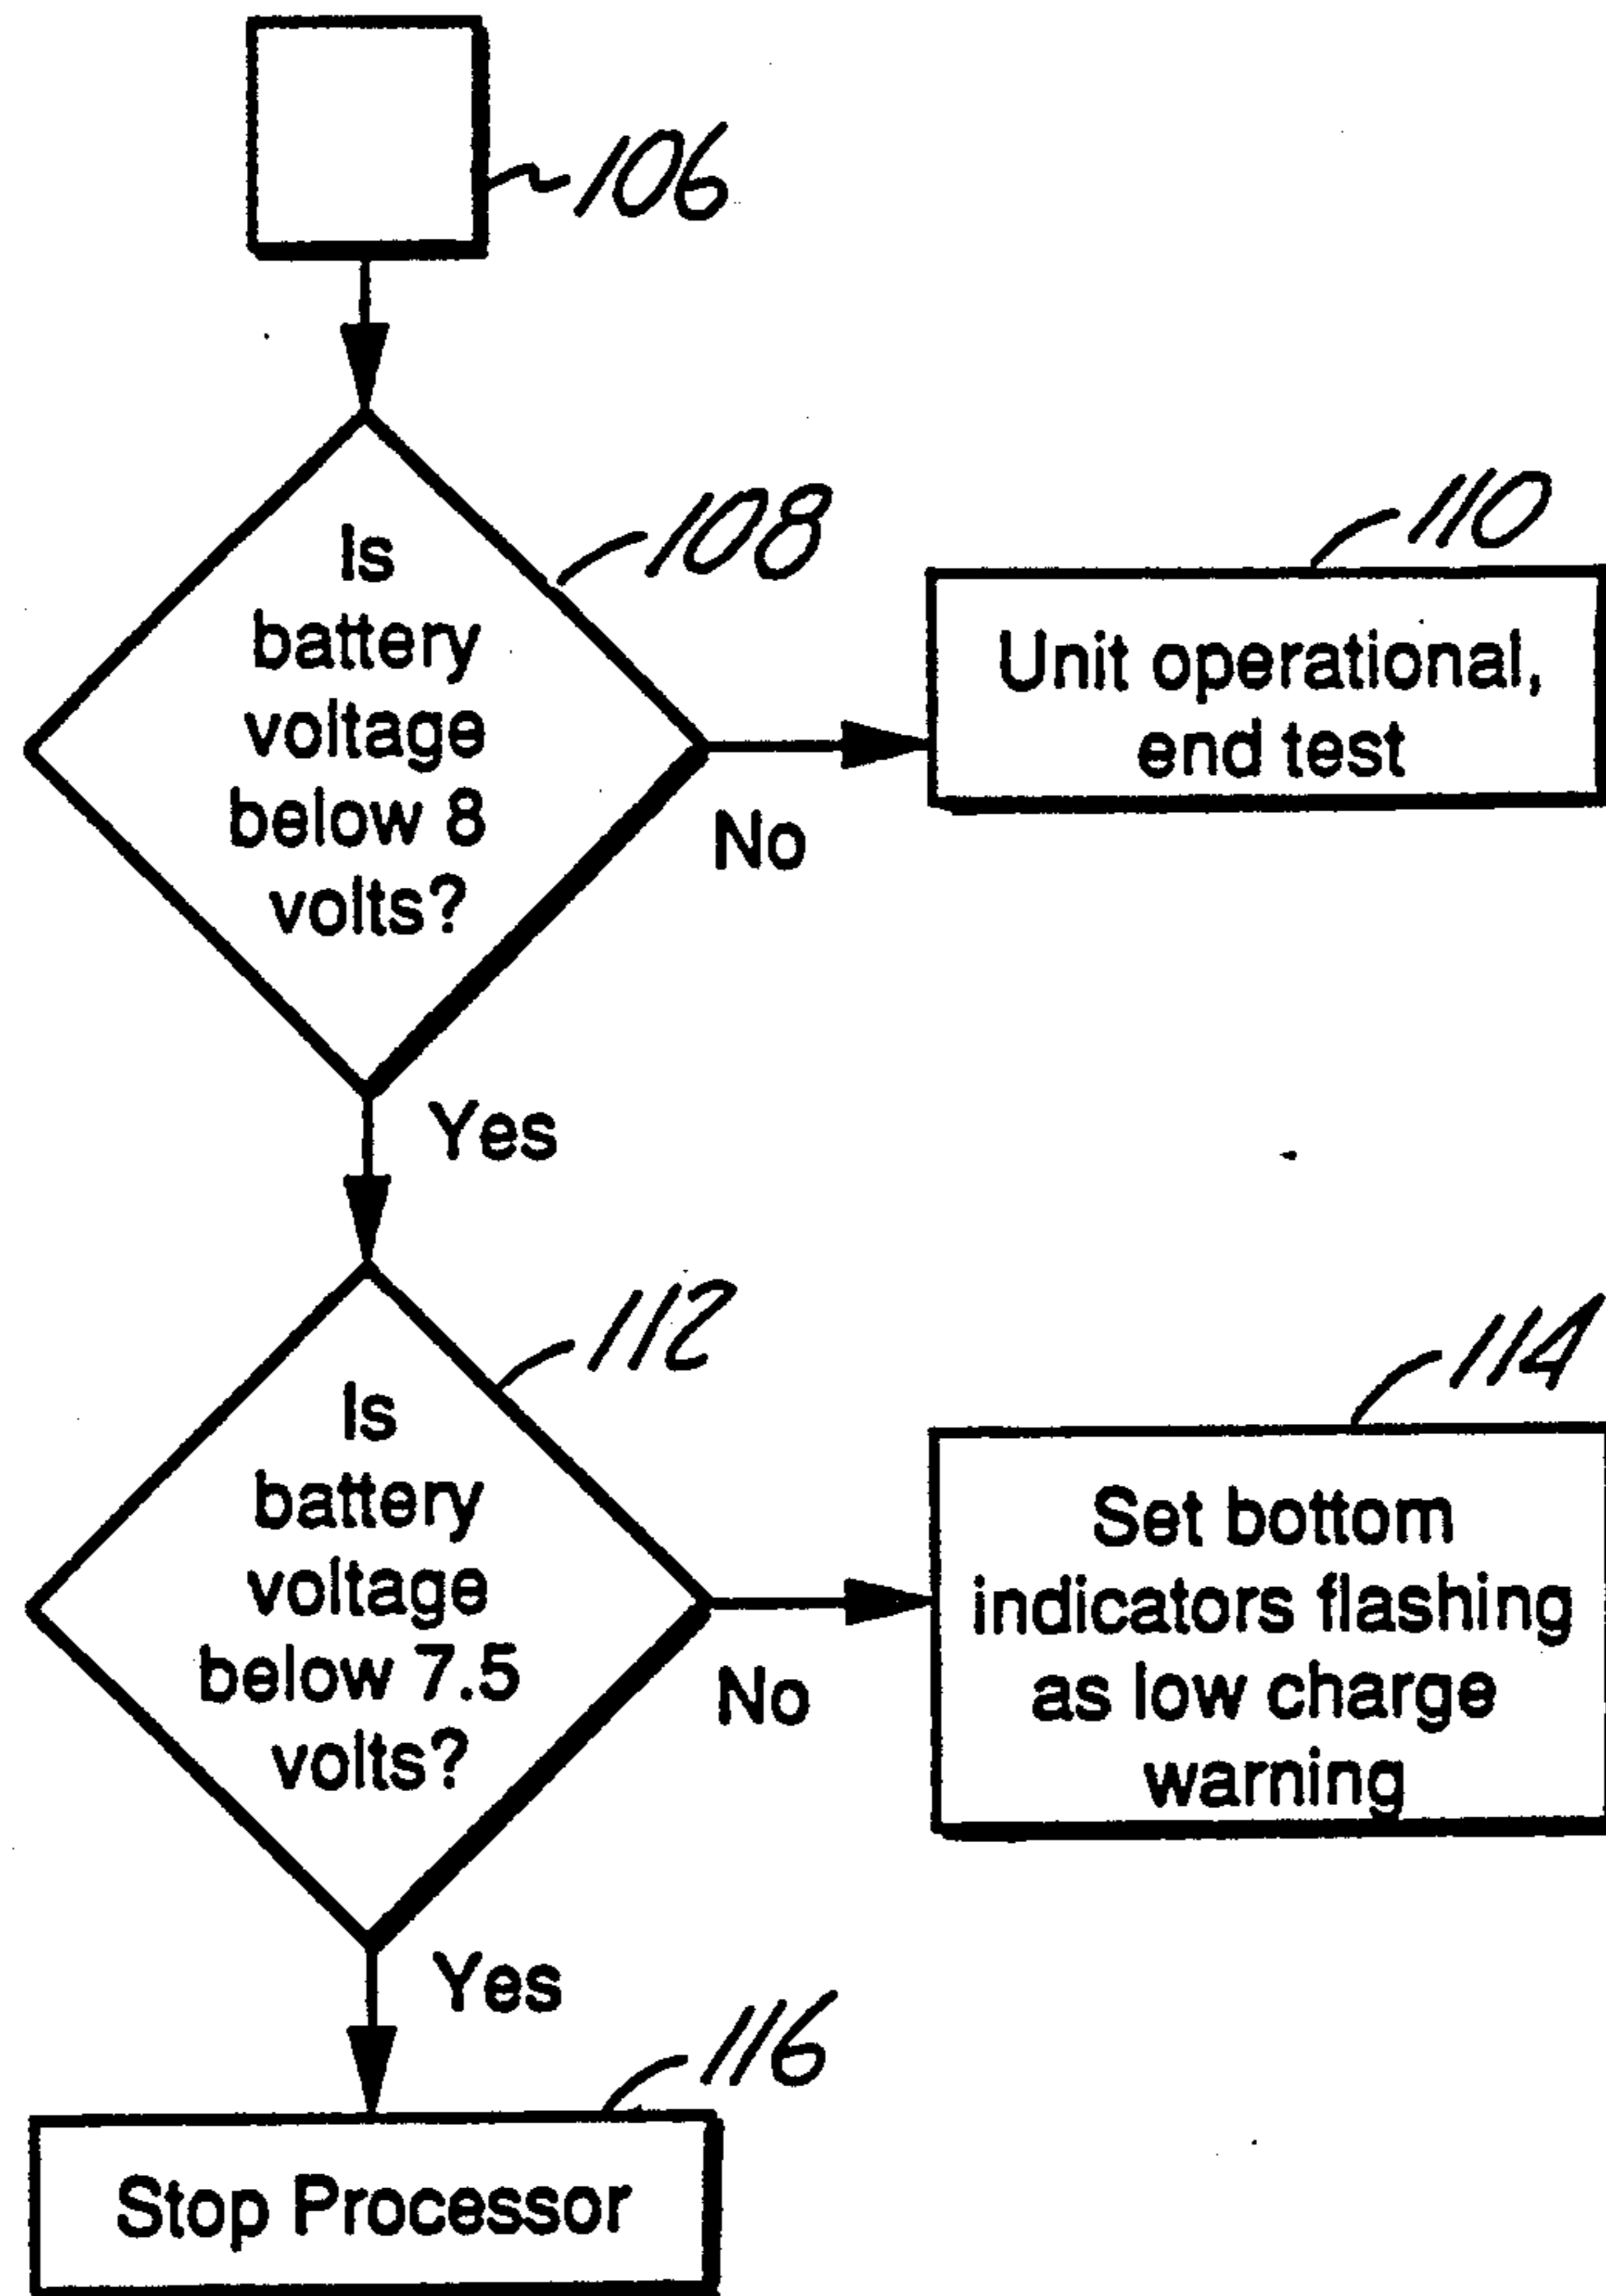 106
108
Is
battery
voltage
below 8
volts?
110
Unit operational,
end test
No
Yes
112
Is
battery
voltage
below 7.5
volts?
114
Set bottom
indicators flashing
as low charge
warning
No
Yes
116
Stop Processor